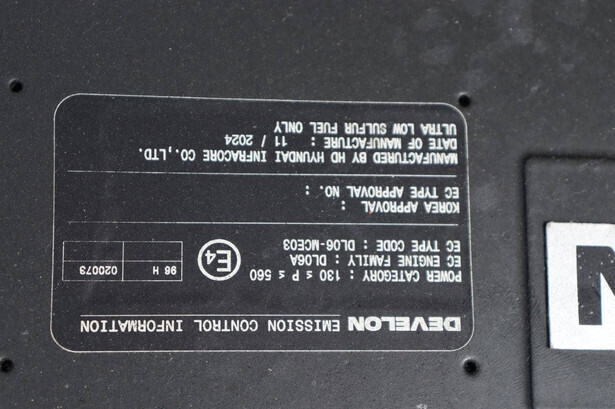 DEVELON EMISSION CONTROL INFORMATION
POWER CATEGORY : 130 ≤ P ≤ 560
EC ENGINE FAMILY : DL06A
EC TYPE CODE : DL06-MCE03
E4
96 H
020073
KOREA APPROVAL :
EC TYPE APPROVAL NO. :
MANUFACTURED BY HD HYUNDAI INFRACORE CO., LTD.
DATE OF MANUFACTURE : 11 / 2024
ULTRA LOW SULFUR FUEL ONLY
N